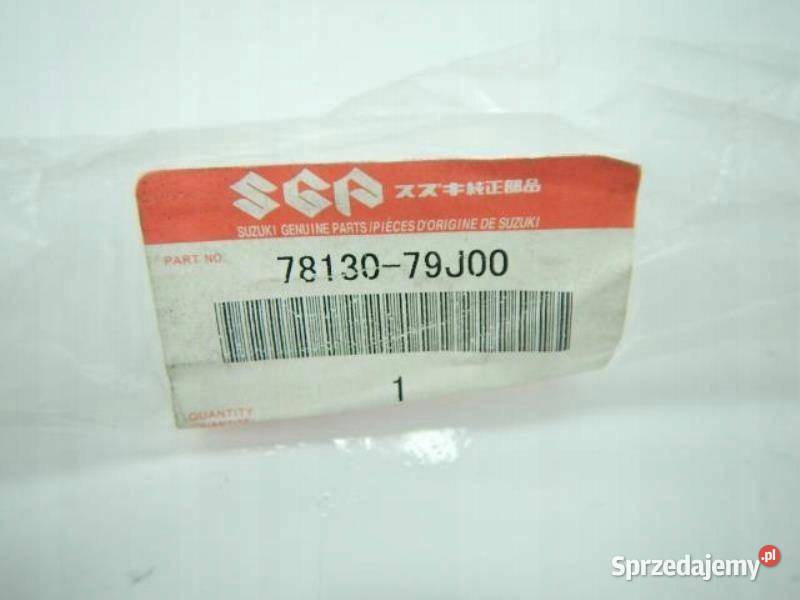 SGP スズキ純正部品
SUZUKI GENUINE PARTS/PIÈCES D'ORIGINE DE SUZUKI
PART NO. 78130-79J00
1
QUANTITY
Sprzedajemy.pl